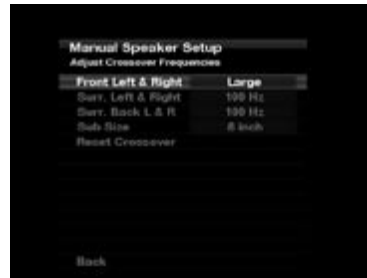 Manual Speaker Setup
Adjust Crossover Frequencies
Front Left & Right Large
Surr. Left & Right 100 Hz
Surr. Back L & R 100 Hz
Sub Size 8 inch
Reset Crossover
Back